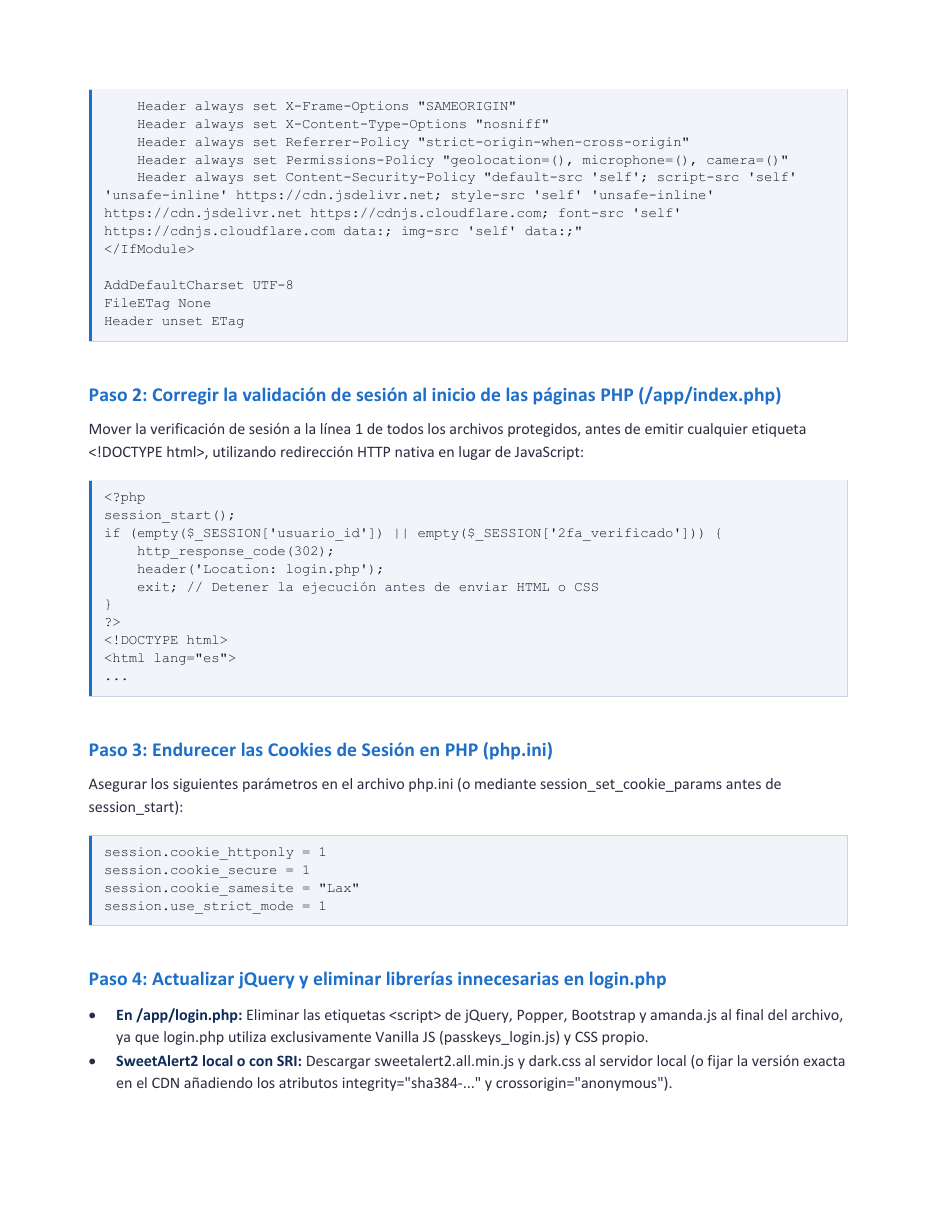 Header always set X-Frame-Options "SAMEORIGIN"
    Header always set X-Content-Type-Options "nosniff"
    Header always set Referrer-Policy "strict-origin-when-cross-origin"
    Header always set Permissions-Policy "geolocation=(), microphone=(), camera=()"
    Header always set Content-Security-Policy "default-src 'self'; script-src 'self'
'unsafe-inline' https://cdn.jsdelivr.net; style-src 'self' 'unsafe-inline'
https://cdn.jsdelivr.net https://cdnjs.cloudflare.com; font-src 'self'
https://cdnjs.cloudflare.com data:; img-src 'self' data:;"
</IfModule>

AddDefaultCharset UTF-8
FileETag None
Header unset ETag

Paso 2: Corregir la validación de sesión al inicio de las páginas PHP (/app/index.php)
Mover la verificación de sesión a la línea 1 de todos los archivos protegidos, antes de emitir cualquier etiqueta
<!DOCTYPE html>, utilizando redirección HTTP nativa en lugar de JavaScript:

<?php
session_start();
if (empty($_SESSION['usuario_id']) || empty($_SESSION['2fa_verificado'])) {
    http_response_code(302);
    header('Location: login.php');
    exit; // Detener la ejecución antes de enviar HTML o CSS
}
?>
<!DOCTYPE html>
<html lang="es">
...

Paso 3: Endurecer las Cookies de Sesión en PHP (php.ini)
Asegurar los siguientes parámetros en el archivo php.ini (o mediante session_set_cookie_params antes de
session_start):

session.cookie_httponly = 1
session.cookie_secure = 1
session.cookie_samesite = "Lax"
session.use_strict_mode = 1

Paso 4: Actualizar jQuery y eliminar librerías innecesarias en login.php
• En /app/login.php: Eliminar las etiquetas <script> de jQuery, Popper, Bootstrap y amanda.js al final del archivo,
ya que login.php utiliza exclusivamente Vanilla JS (passkeys_login.js) y CSS propio.
• SweetAlert2 local o con SRI: Descargar sweetalert2.all.min.js y dark.css al servidor local (o fijar la versión exacta
en el CDN añadiendo los atributos integrity="sha384-..." y crossorigin="anonymous").